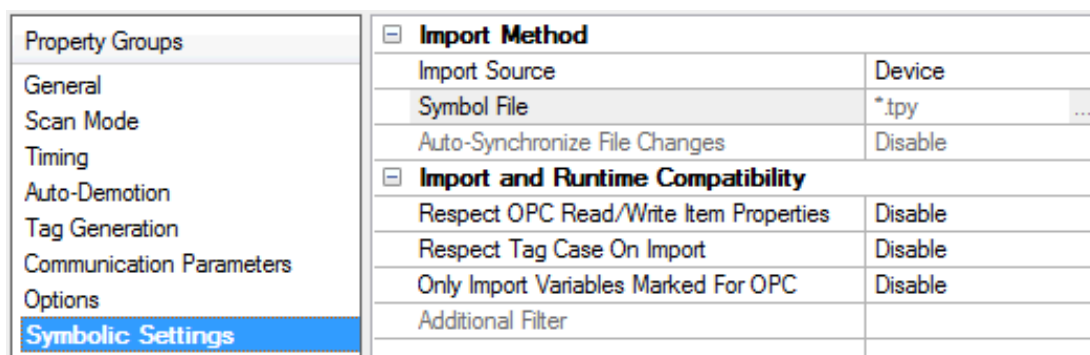 Property Groups
General
Scan Mode
Timing
Auto-Demotion
Tag Generation
Communication Parameters
Options
Symbolic Settings
Import Method
Import Source Device
Symbol File *.tpy ...
Auto-Synchronize File Changes Disable
Import and Runtime Compatibility
Respect OPC Read/Write Item Properties Disable
Respect Tag Case On Import Disable
Only Import Variables Marked For OPC Disable
Additional Filter